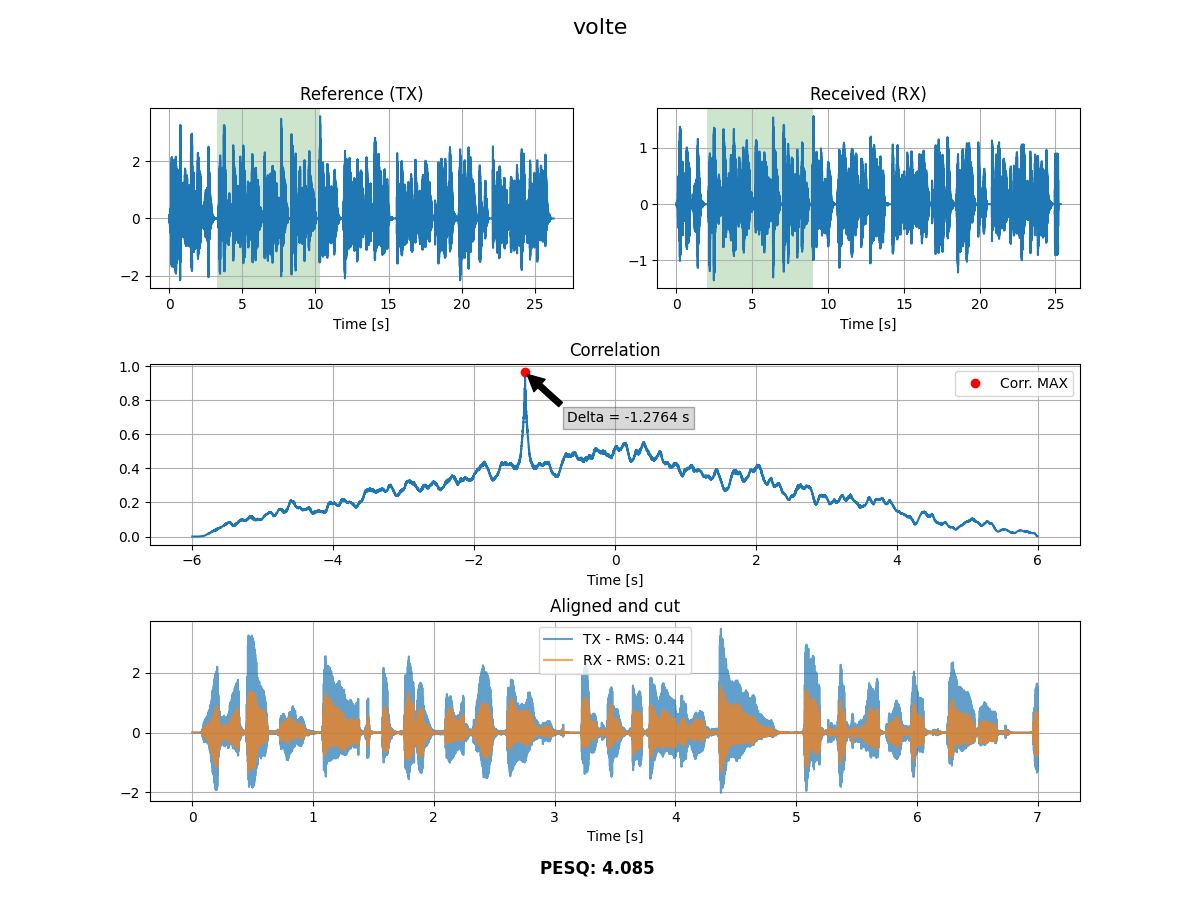 volte
Reference (TX)
Received (RX)
2
0
−2
0 5 10 15 20 25
Time [s]
1
0
−1
0 5 10 15 20 25
Time [s]
Correlation
1.0
0.8
0.6
0.4
0.2
0.0
Corr. MAX
Delta = -1.2764 s
−6 −4 −2 0 2 4 6
Time [s]
Aligned and cut
TX - RMS: 0.44
RX - RMS: 0.21
2
0
−2
0 1 2 3 4 5 6 7
Time [s]
PESQ: 4.085